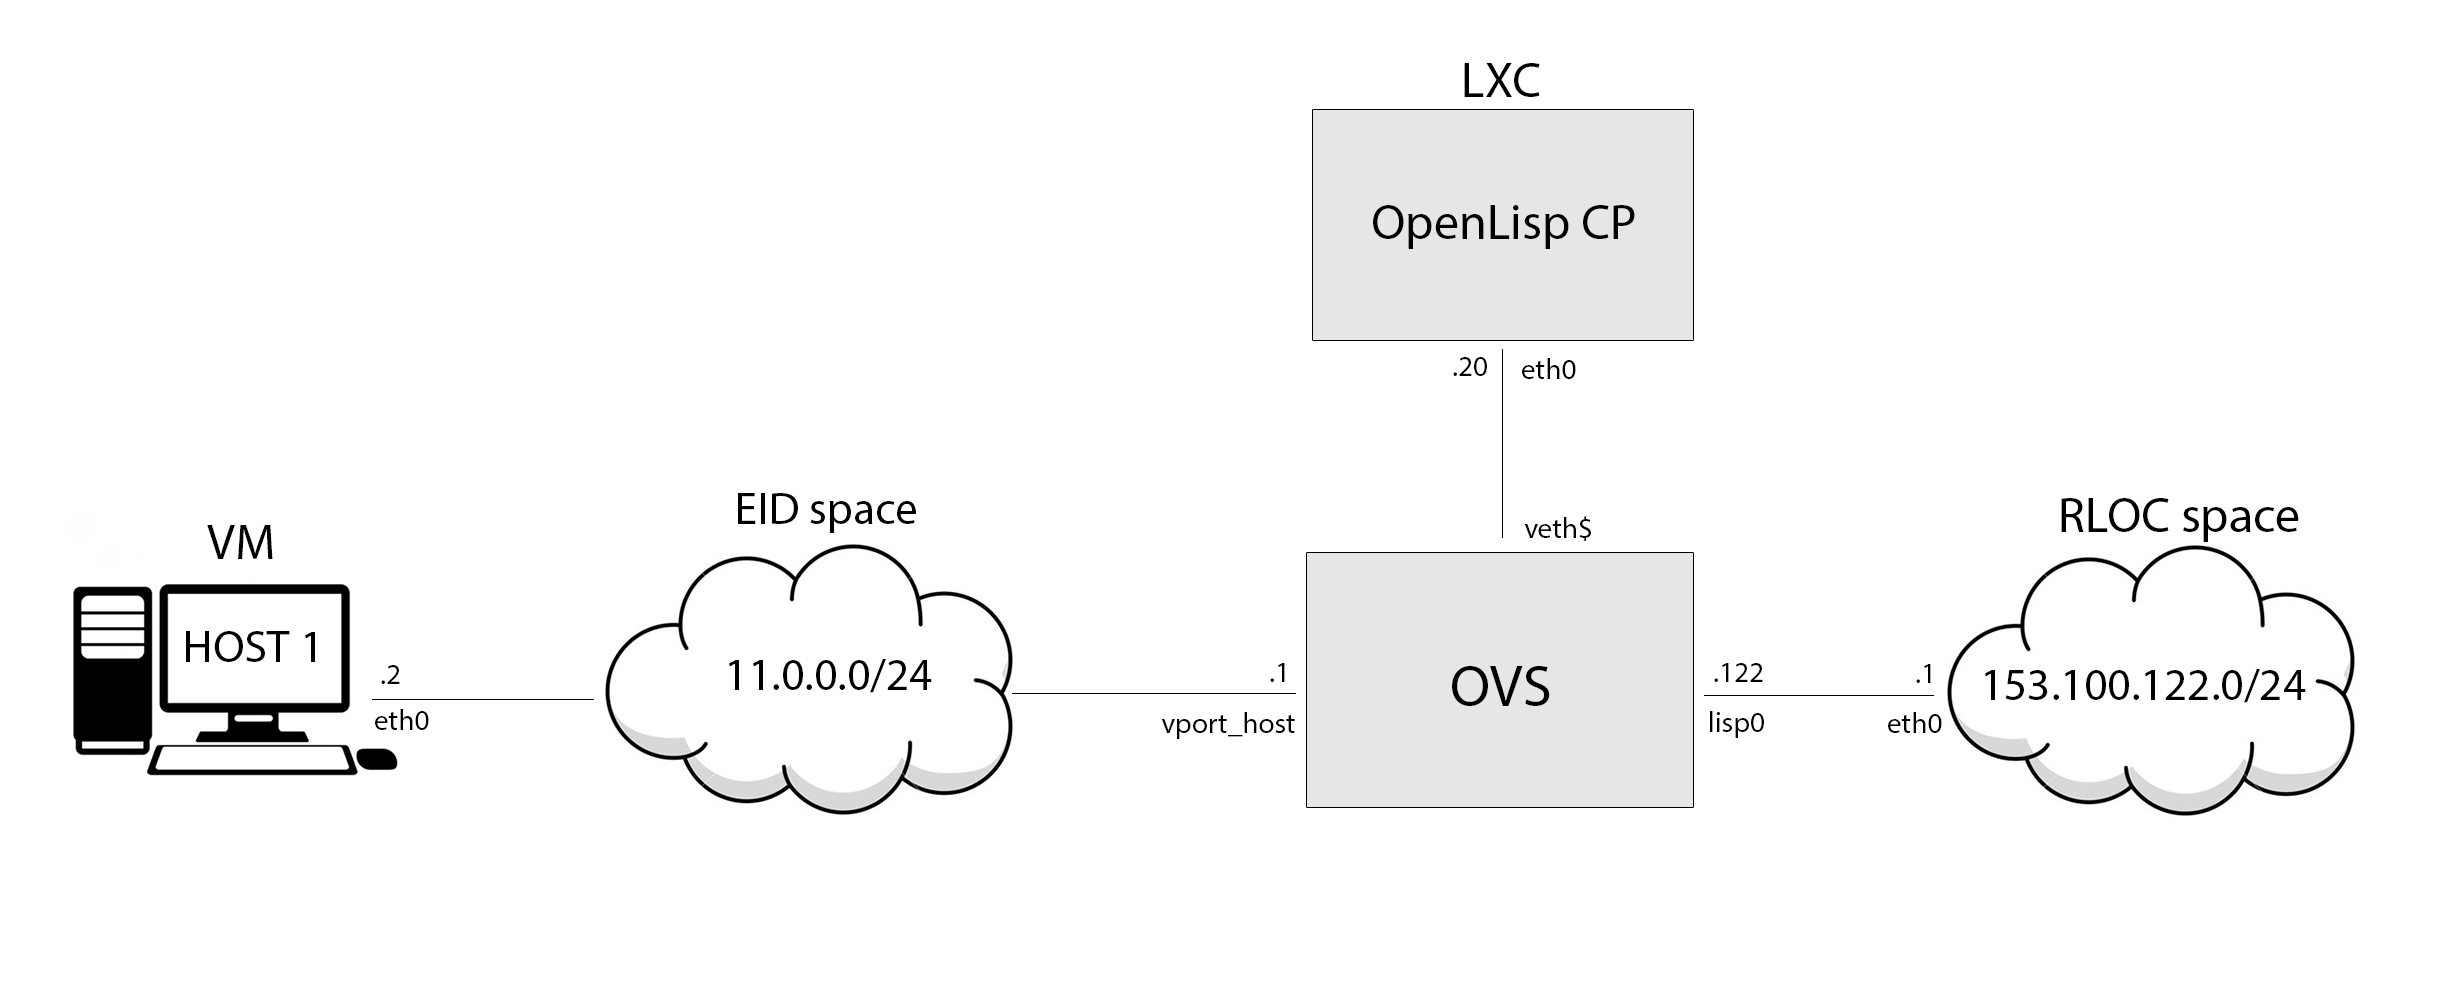 LXC
OpenLisp CP
.20
eth0
veth$
EID space
RLOC space
VM
HOST 1
.2
eth0
11.0.0.0/24
.1
vport_host
OVS
.122
lisp0
.1
eth0
153.100.122.0/24